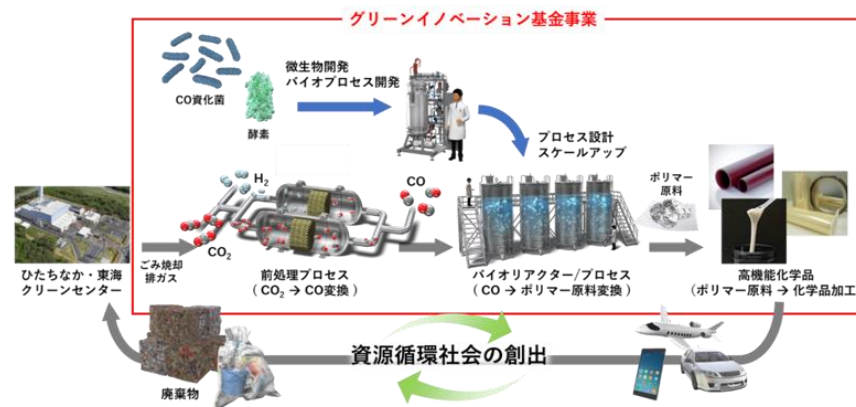 グリーンイノベーション基金事業
CO資化菌
酵素
微生物開発
バイオプロセス開発
プロセス設計
スケールアップ
H₂
CO
CO₂
ポリマー
原料
ひたちなか・東海
クリーンセンター
ごみ焼却
排ガス
前処理プロセス
( CO₂ → CO変換 )
バイオリアクター/プロセス
( CO → ポリマー原料変換 )
高機能化学品
(ポリマー原料 → 化学品加工)
廃棄物
資源循環社会の創出